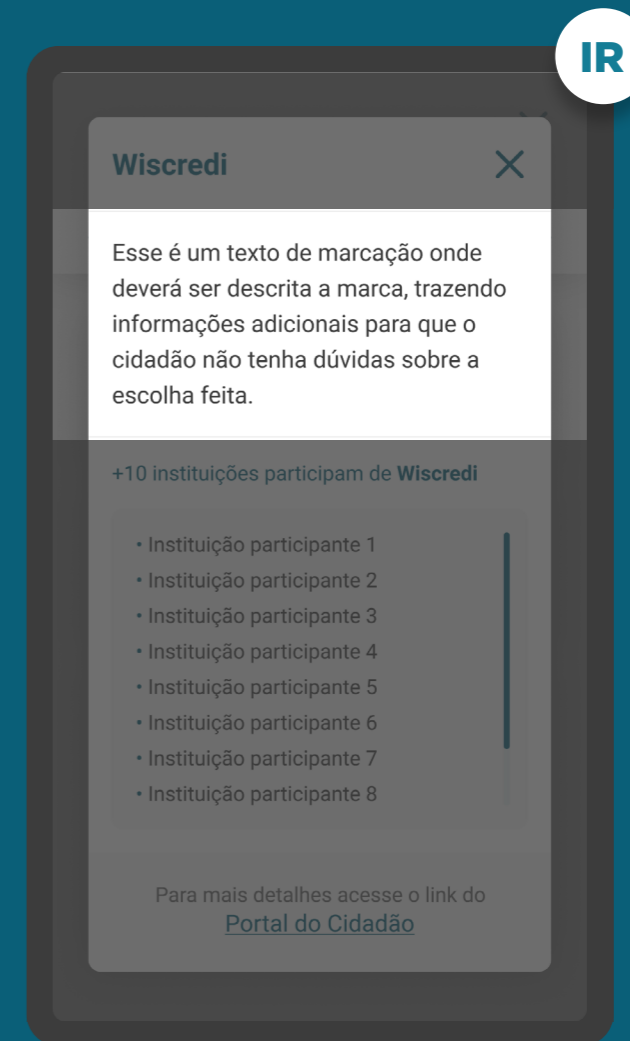 IR
Wiscredi
Esse é um texto de marcação onde
deverá ser descrita a marca, trazendo
informações adicionais para que o
cidadão não tenha dúvidas sobre a
escolha feita.
+10 instituições participam de Wiscredi
• Instituição participante 1
• Instituição participante 2
• Instituição participante 3
• Instituição participante 4
• Instituição participante 5
• Instituição participante 6
• Instituição participante 7
• Instituição participante 8
Para mais detalhes acesse o link do
Portal do Cidadão